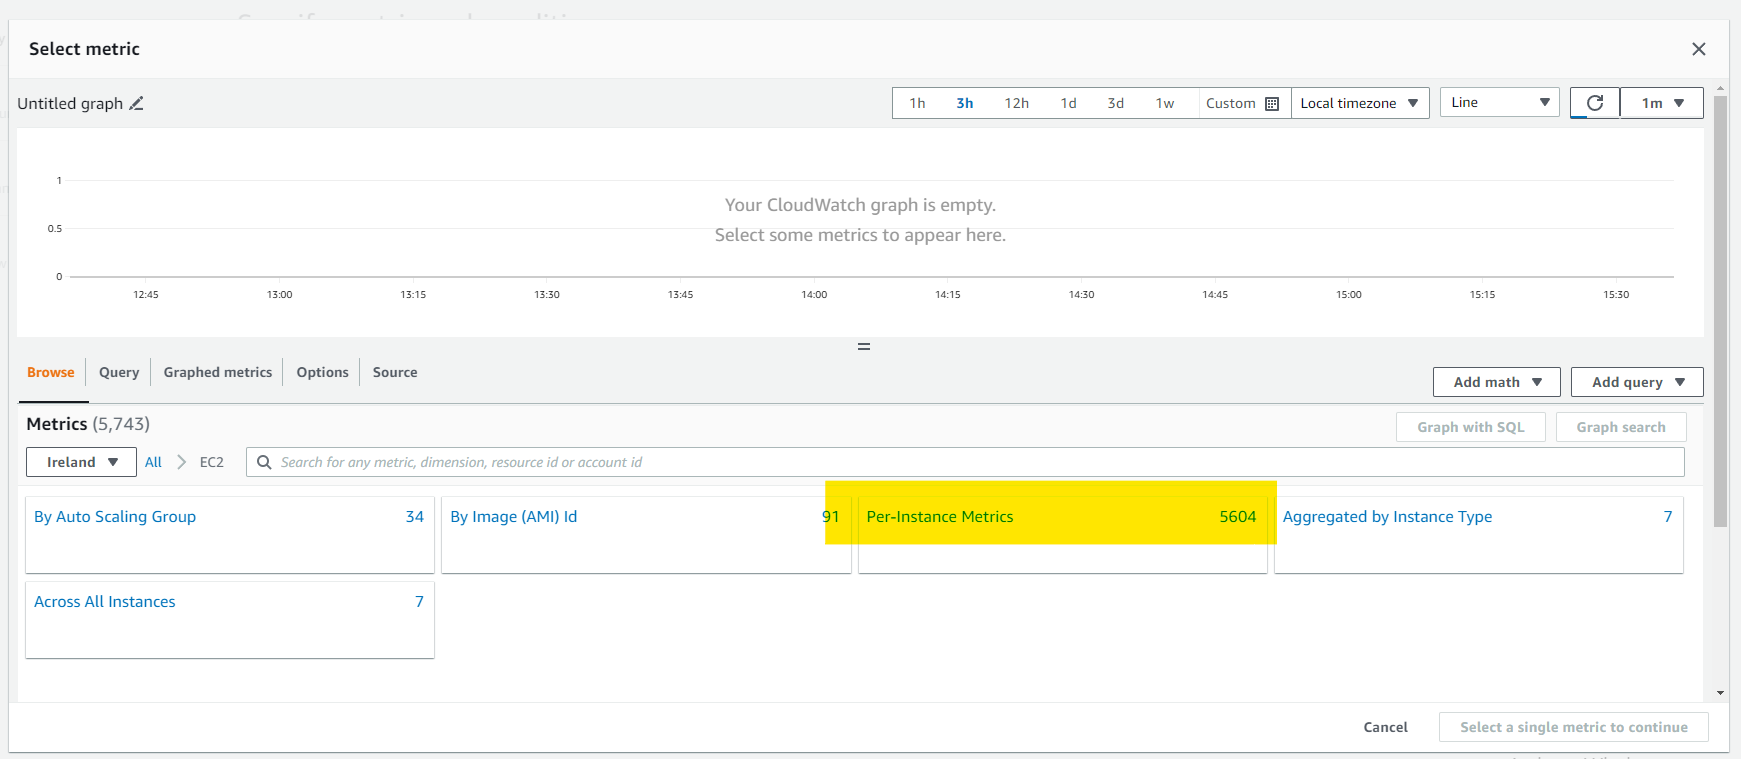 Select metric
Untitled graph
1h 3h 12h 1d 3d 1w Custom Local timezone Line 1m
1
Your CloudWatch graph is empty.
0.5
Select some metrics to appear here.
0
12:45 13:00 13:15 13:30 13:45 14:00 14:15 14:30 14:45 15:00 15:15 15:30
Browse Query Graphed metrics Options Source
Add math Add query
Metrics (5,743)
Graph with SQL Graph search
Ireland All EC2 Search for any metric, dimension, resource id or account id
By Auto Scaling Group 34 By Image (AMI) Id 91 Per-Instance Metrics 5604 Aggregated by Instance Type 7
Across All Instances 7
Cancel Select a single metric to continue